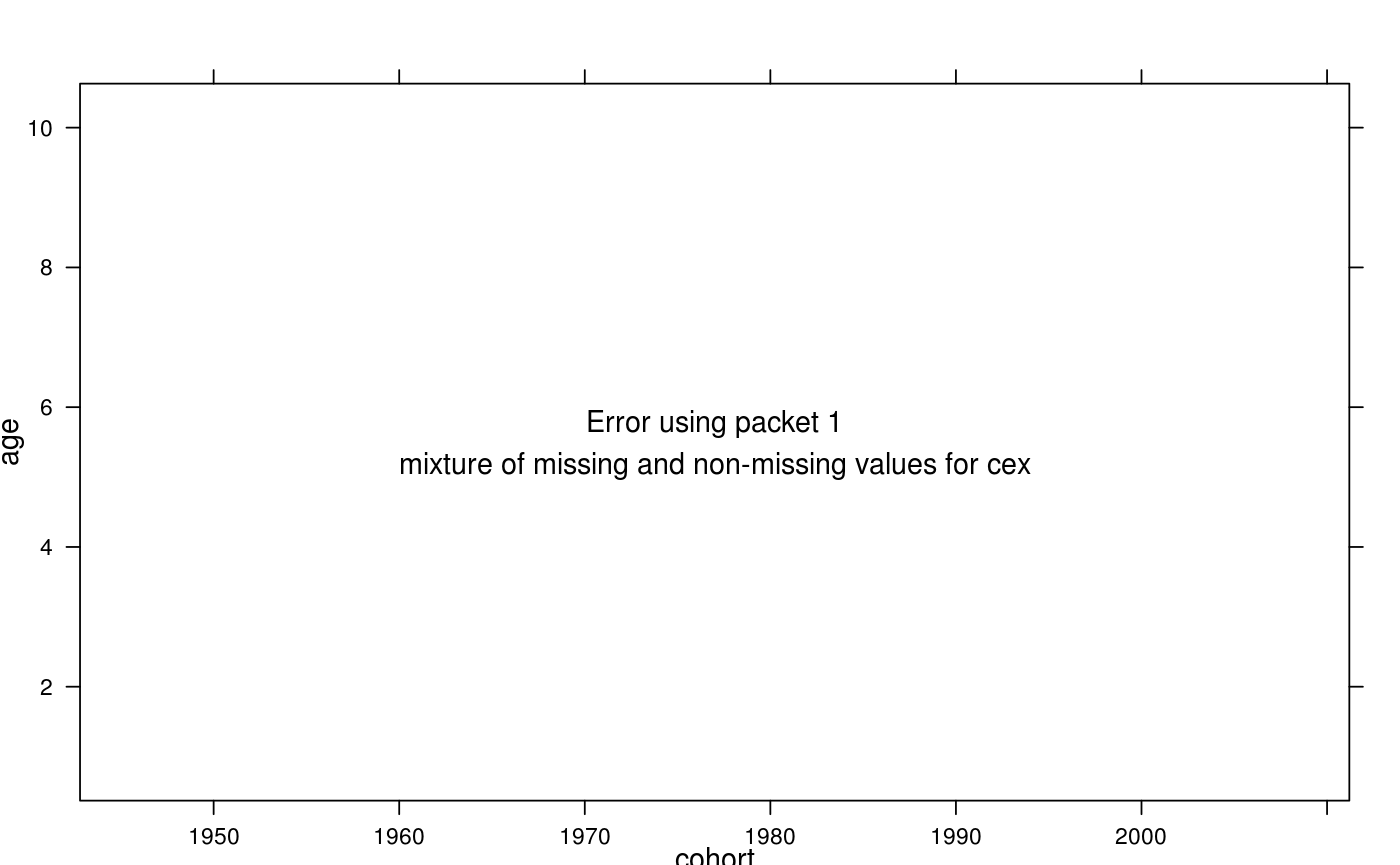 10
8
6
4
2
age
Error using packet 1
mixture of missing and non-missing values for cex
1950 1960 1970 1980 1990 2000
cohort